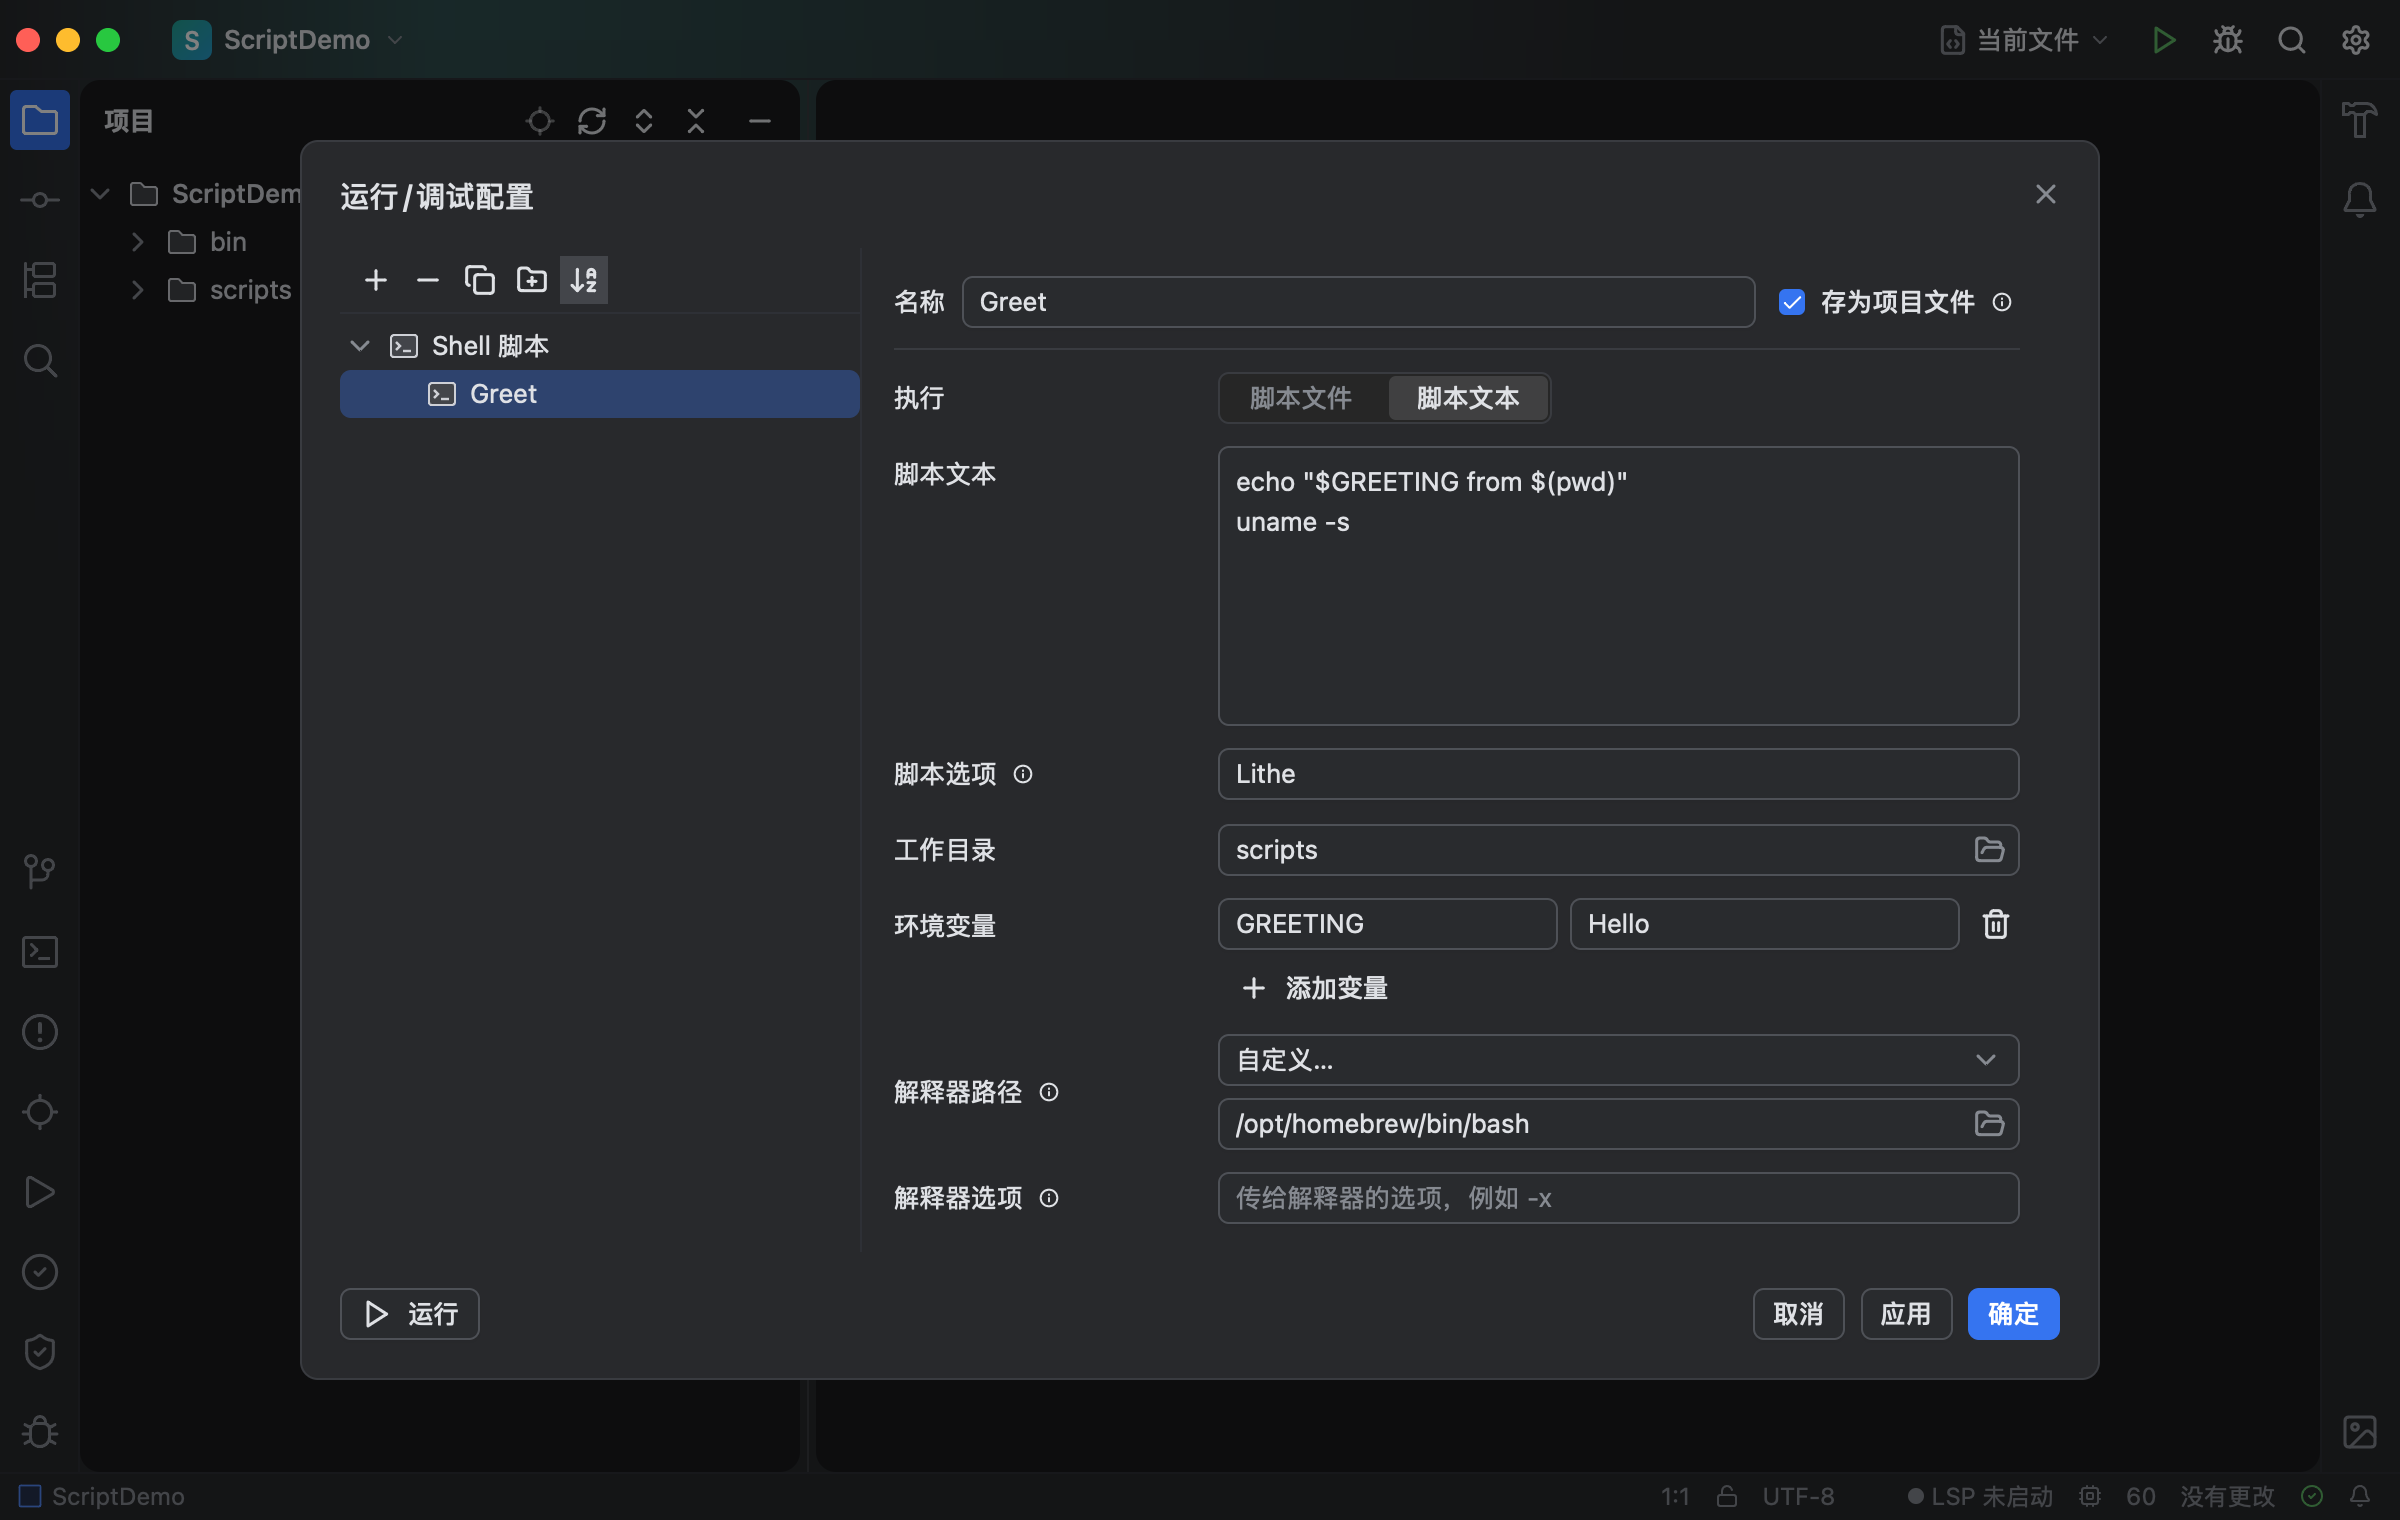 S ScriptDemo
当前文件
项目
ScriptDem
bin
scripts
运行/调试配置
Shell 脚本
Greet
名称
Greet
存为项目文件
执行
脚本文件
脚本文本
脚本文本
echo "$GREETING from $(pwd)"
uname -s
脚本选项
Lithe
工作目录
scripts
环境变量
GREETING
Hello
添加变量
解释器路径
自定义...
/opt/homebrew/bin/bash
解释器选项
传给解释器的选项，例如 -x
运行
取消
应用
确定
ScriptDemo
1:1
UTF-8
LSP 未启动
60
没有更改